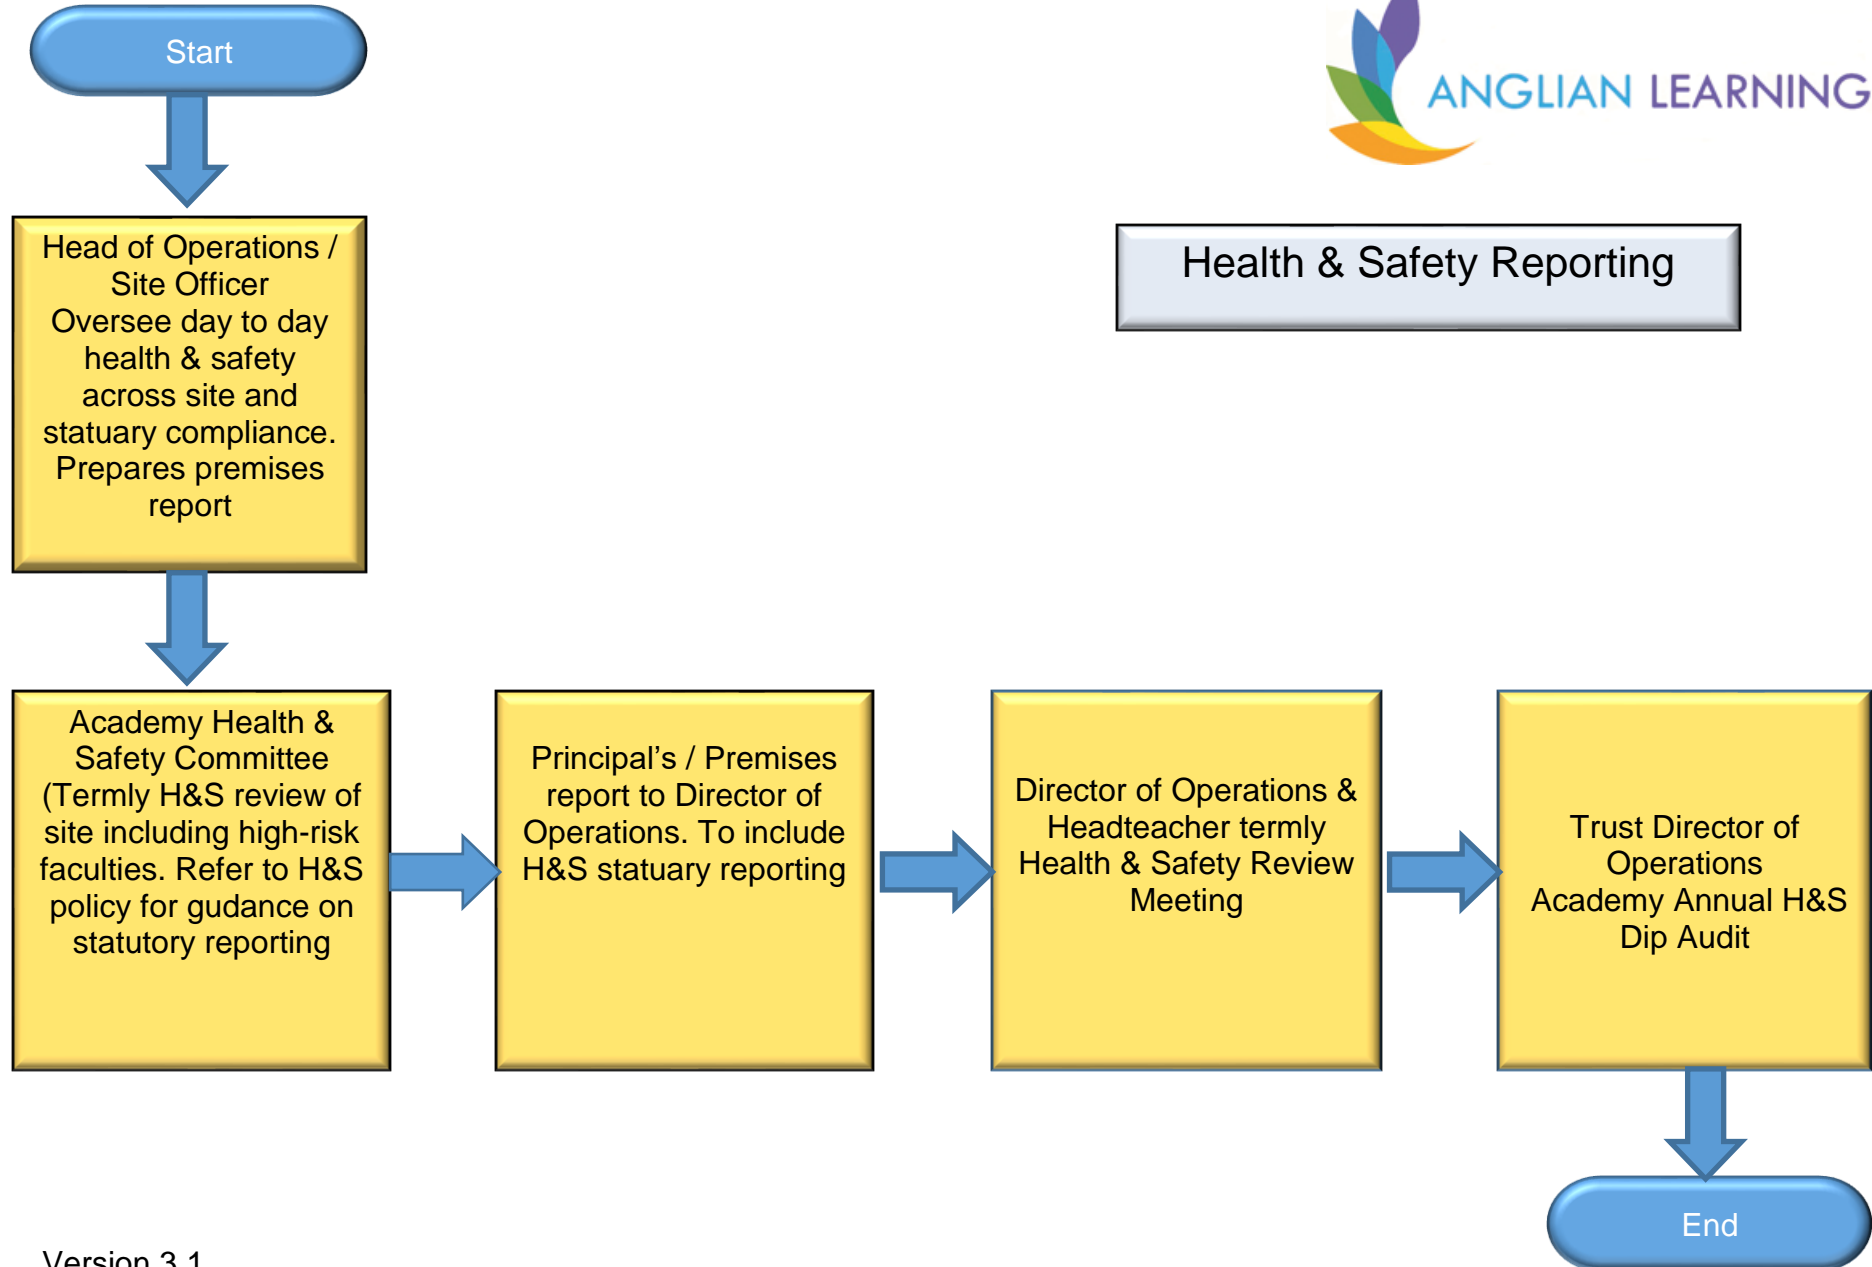 Start
ANGLIAN LEARNING
Head of Operations /
Site Officer
Oversee day to day
health & safety
across site and
statuary compliance.
Prepares premises
report
Health & Safety Reporting
Academy Health &
Safety Committee
(Termly H&S review of
site including high-risk
faculties. Refer to H&S
policy for gudance on
statutory reporting
Principal’s / Premises
report to Director of
Operations. To include
H&S statuary reporting
Director of Operations &
Headteacher termly
Health & Safety Review
Meeting
Trust Director of
Operations
Academy Annual H&S
Dip Audit
End
Version 3.1